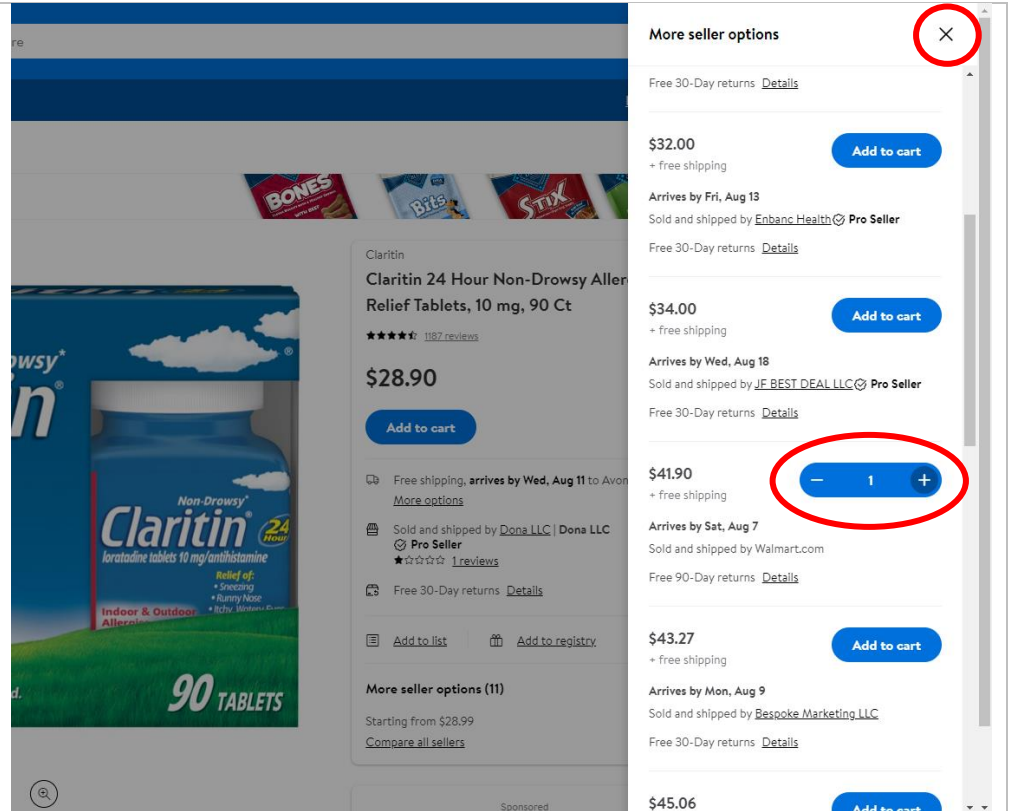 re
BONES
WITH BEEF
Bits
STIX
owsy*
n®
®
Non-Drowsy*
Claritin® 24 Hour
loratadine tablets 10 mg/antihistamine
Relief of:
• Sneezing
• Runny Nose
• Itchy, Watery Eyes
Indoor & Outdoor
Allergies
d.
90 TABLETS
Claritin
Claritin 24 Hour Non-Drowsy Aller
Relief Tablets, 10 mg, 90 Ct
1187 reviews
$28.90
Add to cart
Free shipping, arrives by Wed, Aug 11 to Avon
More options
Sold and shipped by Dona LLC | Dona LLC
Pro Seller
1 reviews
Free 30-Day returns Details
Add to list
Add to registry
More seller options (11)
Starting from $28.99
Compare all sellers
Sponsored
More seller options
Free 30-Day returns Details
$32.00
Add to cart
+ free shipping
Arrives by Fri, Aug 13
Sold and shipped by Enbanc Health Pro Seller
Free 30-Day returns Details
$34.00
Add to cart
+ free shipping
Arrives by Wed, Aug 18
Sold and shipped by JF BEST DEAL LLC Pro Seller
Free 30-Day returns Details
$41.90
− 1 +
+ free shipping
Arrives by Sat, Aug 7
Sold and shipped by Walmart.com
Free 90-Day returns Details
$43.27
Add to cart
+ free shipping
Arrives by Mon, Aug 9
Sold and shipped by Bespoke Marketing LLC
Free 30-Day returns Details
$45.06
Add to cart